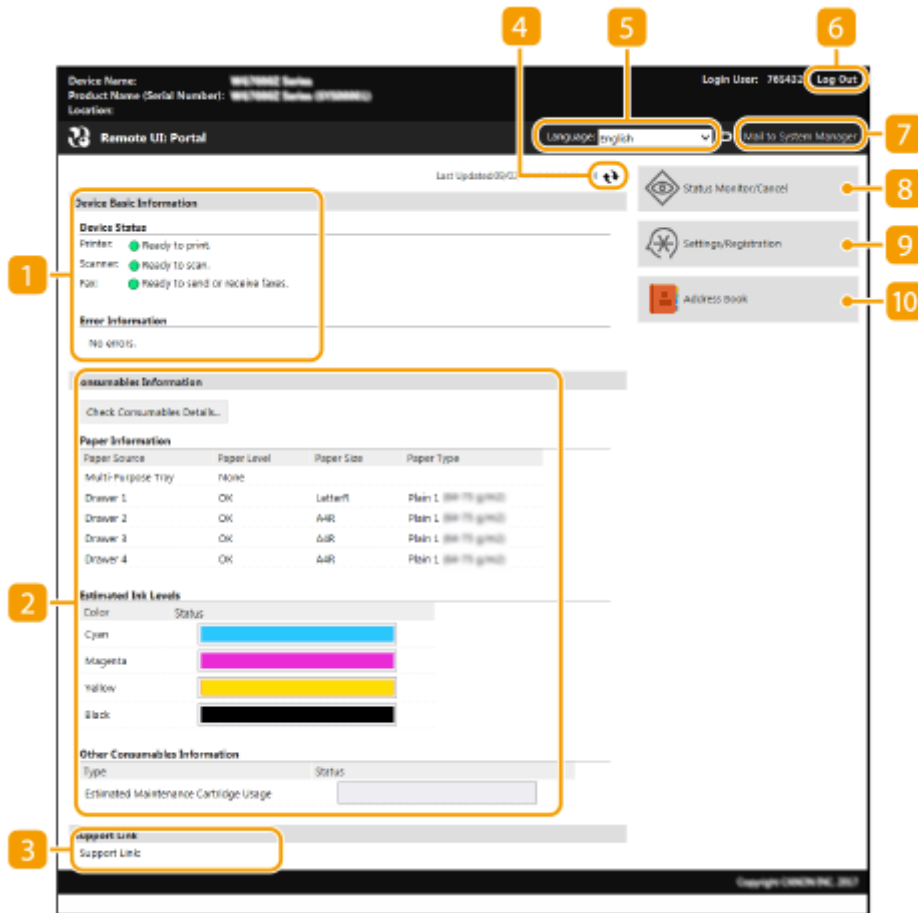 4 5 6
Device Name:
Login User: 765432 Log Out
Product Name (Serial Number):
Location:
Remote UI: Portal
Language: English
Mail to System Manager
7
Last Updated:
Status Monitor/Cancel
8
Device Basic Information
Device Status
Printer: Ready to print.
Settings/Registration
9
Scanner: Ready to scan.
1
Fax: Ready to send or receive faxes.
Address Book
10
Error Information
No errors.
Consumables Information
Check Consumables Details...
Paper Information
Paper Source Paper Level Paper Size Paper Type
Multi-Purpose Tray None
Drawer 1 OK LetterR Plain 1
Drawer 2 OK A4R Plain 1
Drawer 3 OK A4R Plain 1
Drawer 4 OK A4R Plain 1
2
Estimated Ink Levels
Color Status
Cyan
Magenta
Yellow
Black
Other Consumables Information
Type Status
Estimated Maintenance Cartridge Usage
Support Link
3
Support Link:
Copyright CANON INC. 2017